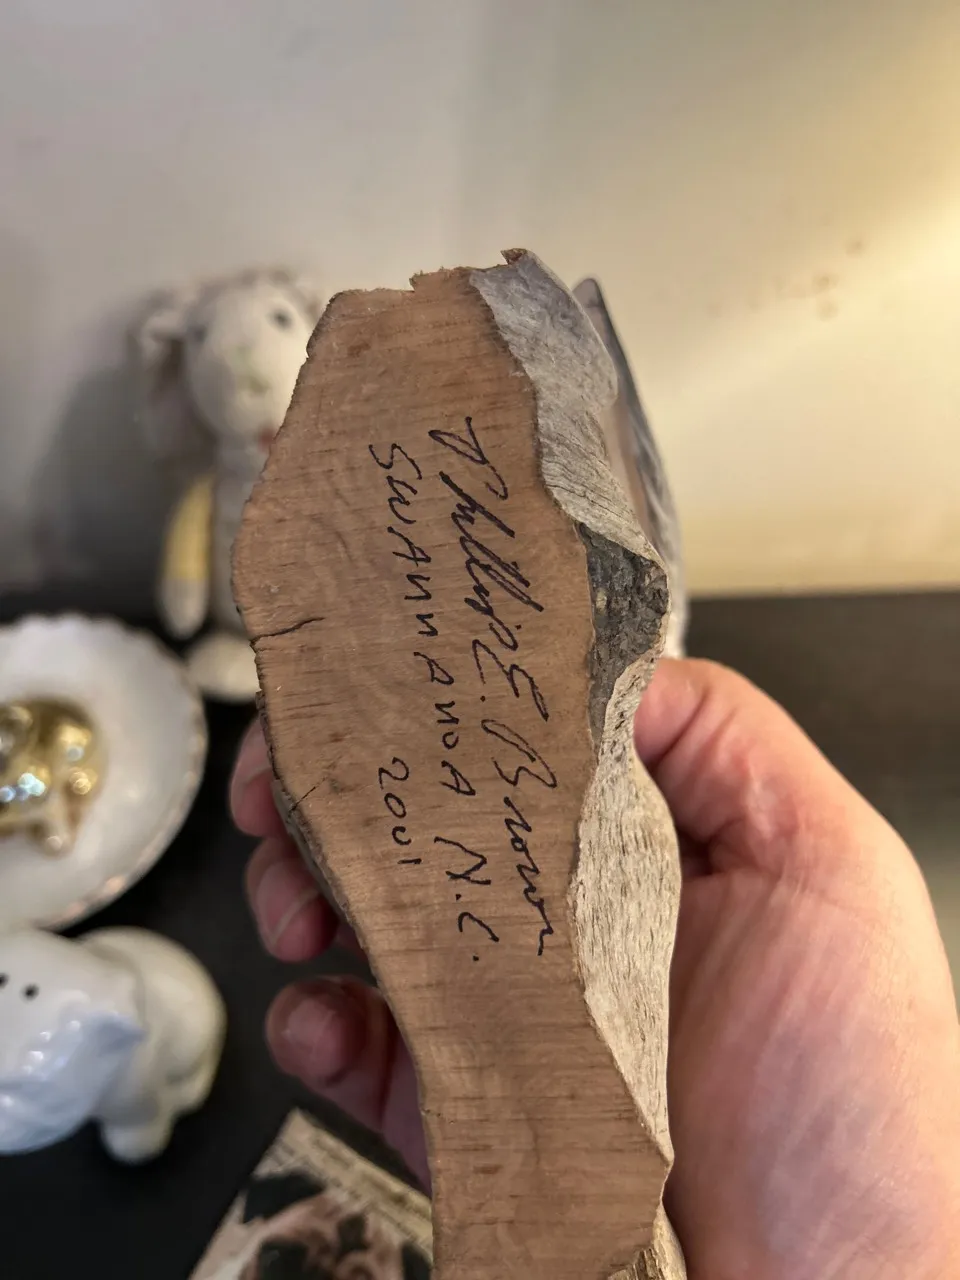 Phillip E. Brown
SWANNANOA N.C.
2001